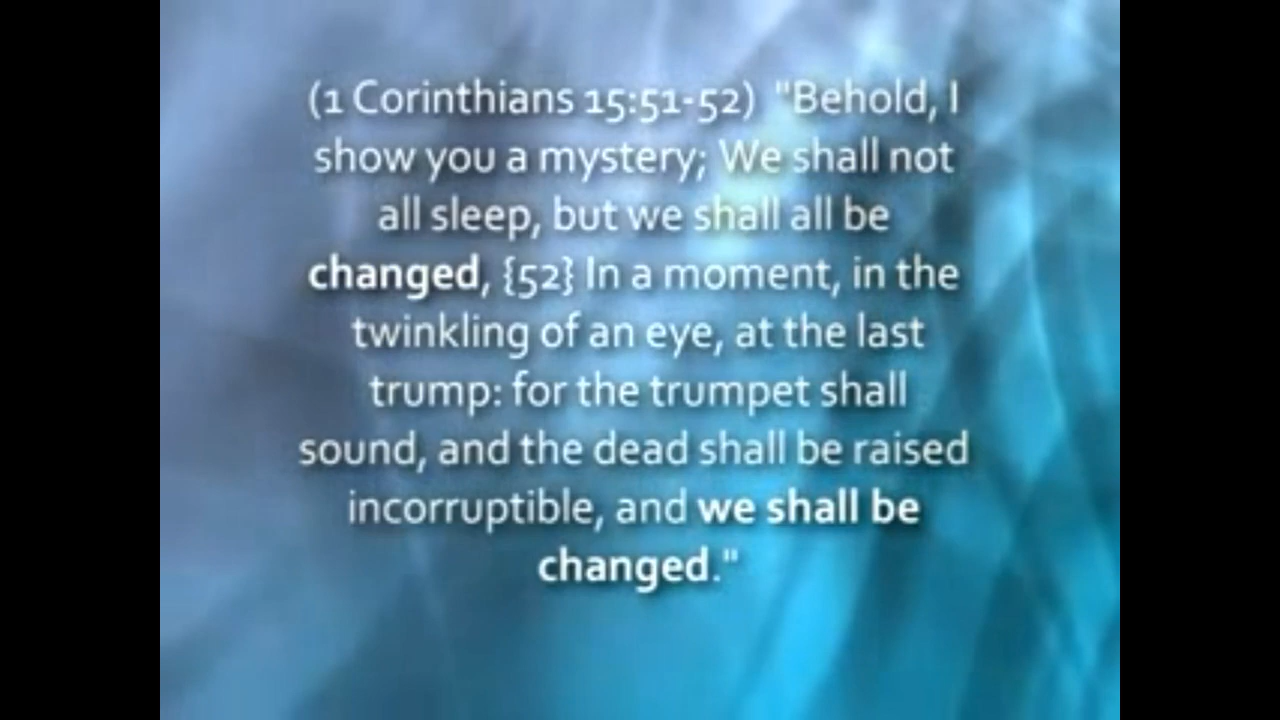 (1 Corinthians 15:51-52)  "Behold, I
show you a mystery; We shall not
all sleep, but we shall all be
changed, {52} In a moment, in the
twinkling of an eye, at the last
trump: for the trumpet shall
sound, and the dead shall be raised
incorruptible, and we shall be
changed."